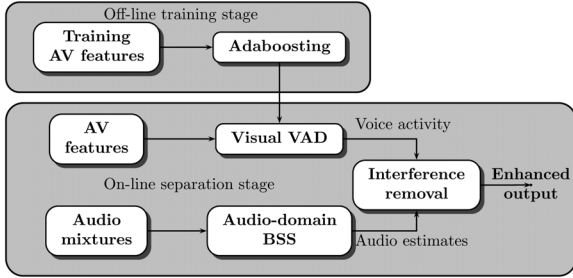 Off-line training stage
Training
AV features
Adaboosting
AV
features
Visual VAD
Voice activity
On-line separation stage
Interference
removal
Enhanced
output
Audio
mixtures
Audio-domain
BSS
Audio estimates